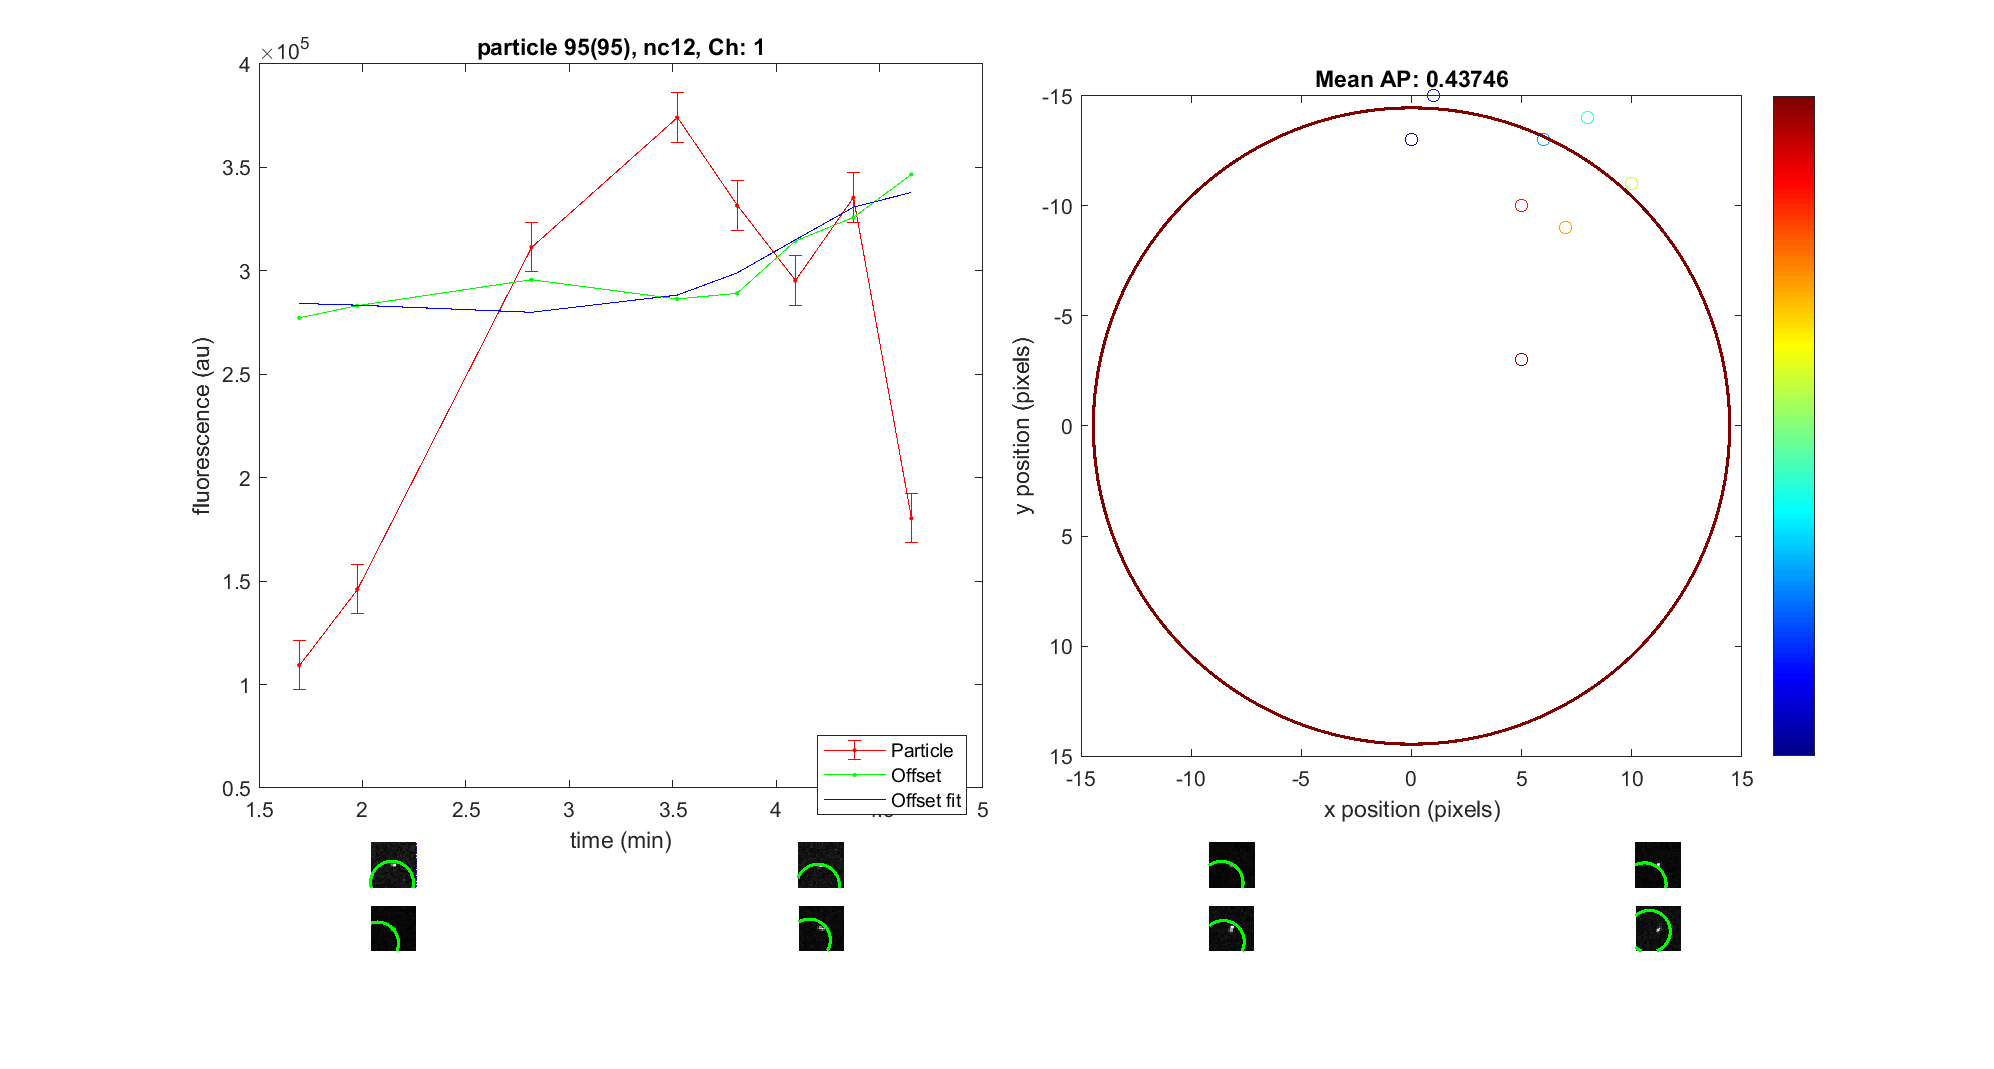 particle 95(95), nc12, Ch: 1
×10^5
4
3.5
3
2.5
2
1.5
1
0.5
fluorescence (au)
1.5 2 2.5 3 3.5 4 5
time (min)
Particle
Offset
Offset fit
Mean AP: 0.43746
-15
-10
-5
0
5
10
15
y position (pixels)
-15 -10 -5 0 5 10 15
x position (pixels)